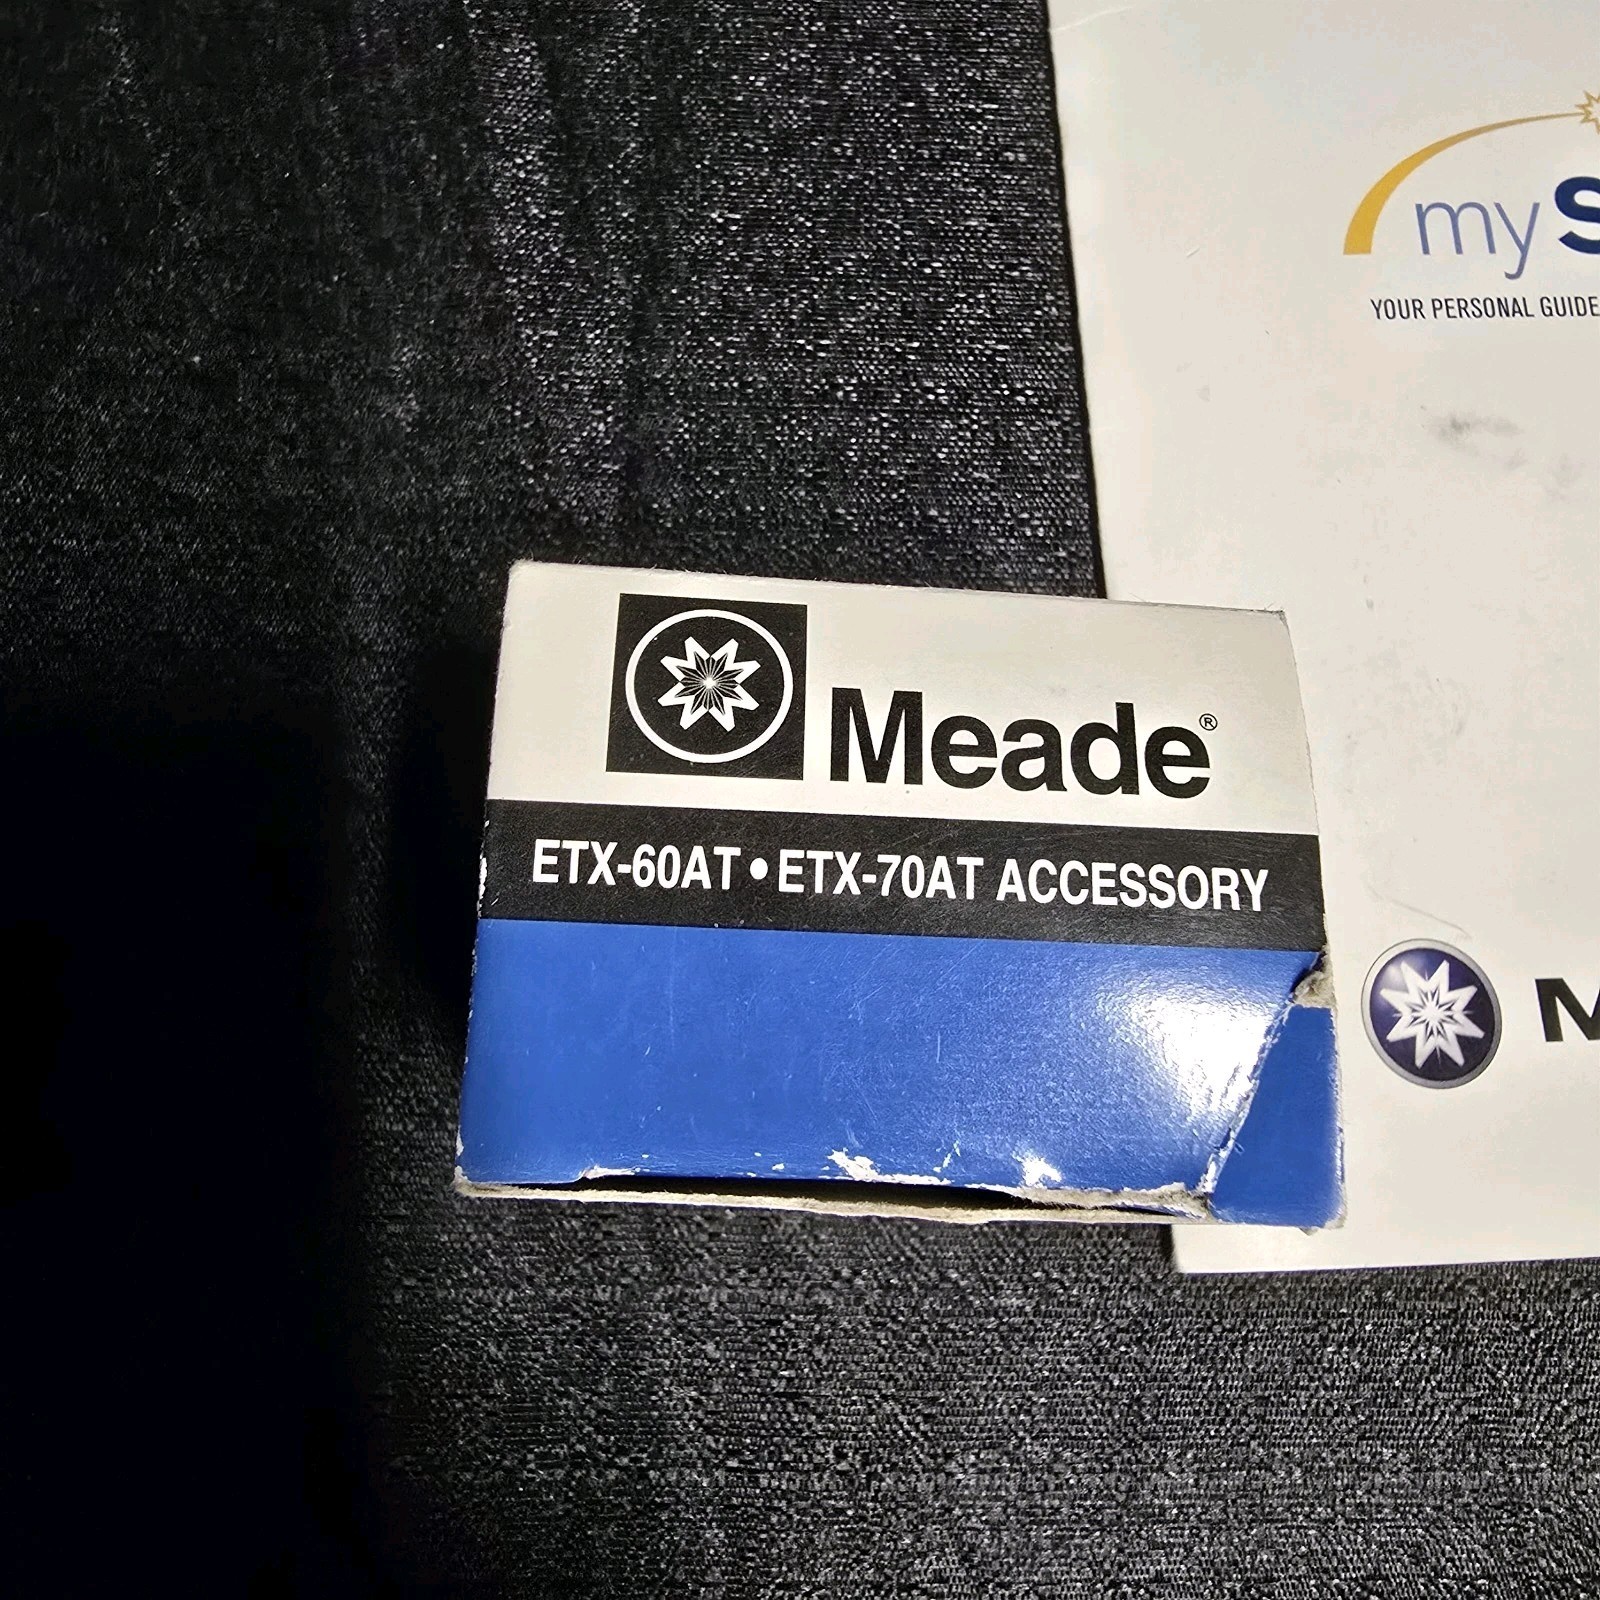 my S
YOUR PERSONAL GUIDE
Meade®
ETX-60AT • ETX-70AT ACCESSORY
M